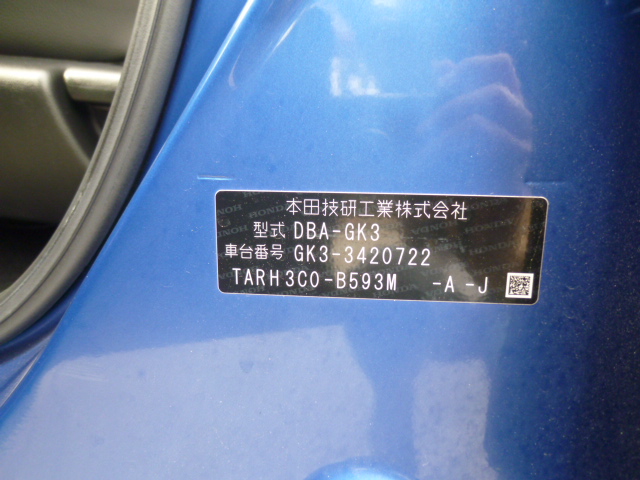 本田技研工業株式会社
型式 DBA-GK3
車台番号 GK3-3420722
TARH3C0-B593M -A -J